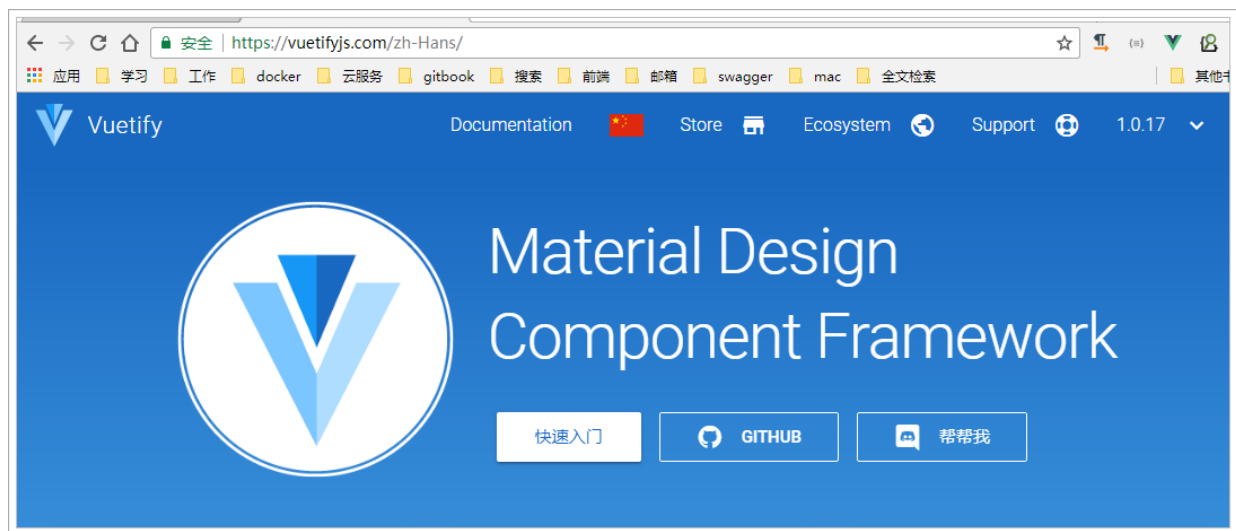 安全 | https://vuetifyjs.com/zh-Hans/
应用 学习 工作 docker 云服务 gitbook 搜索 前端 邮箱 swagger mac 全文检索 其他
Vuetify Documentation Store Ecosystem Support 1.0.17
Material Design
Component Framework
快速入门 GITHUB 帮帮我